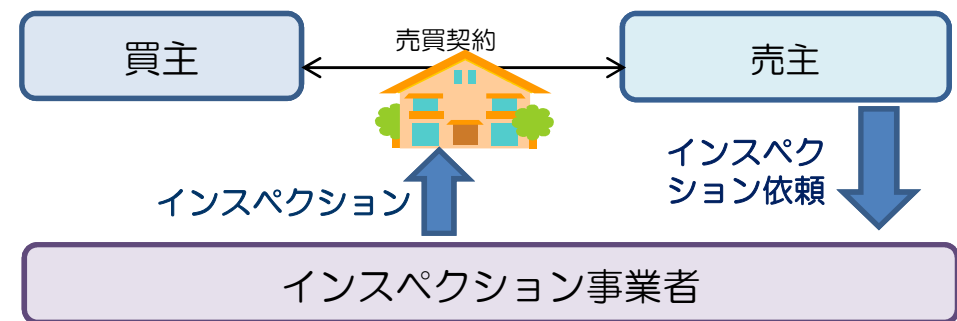 売買契約
買主
売主
インスペク
ション依頼
インスペクション
インスペクション事業者